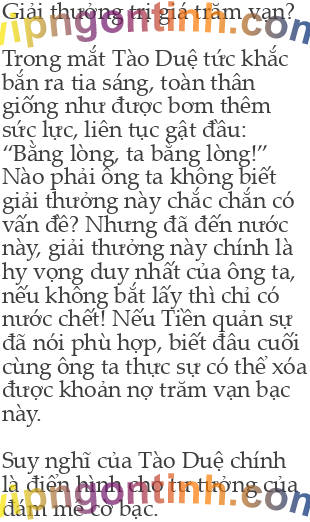 Giải thưởng trị giá trăm vạn?
vipngontinh.com
Trong mắt Tào Duệ tức khắc
bắn ra tia sáng, toàn thân
giống như được bơm thêm
sức lực, liên tục gật đầu:
“Bằng lòng, ta bằng lòng!”
Nào phải ông ta không biết
giải thưởng này chắc chắn có
vấn đề? Nhưng đã đến nước
này, giải thưởng này chính là
hy vọng duy nhất của ông ta,
nếu không bắt lấy thì chỉ có
nước chết! Nếu Tiền quản sự
đã nói phù hợp, biết đâu cuối
cùng ông ta thực sự có thể xóa
được khoản nợ trăm vạn bạc
này.
Suy nghĩ của Tào Duệ chính
là điển hình cho tư tưởng của
vipngontinh.com
đám mê cờ bạc.